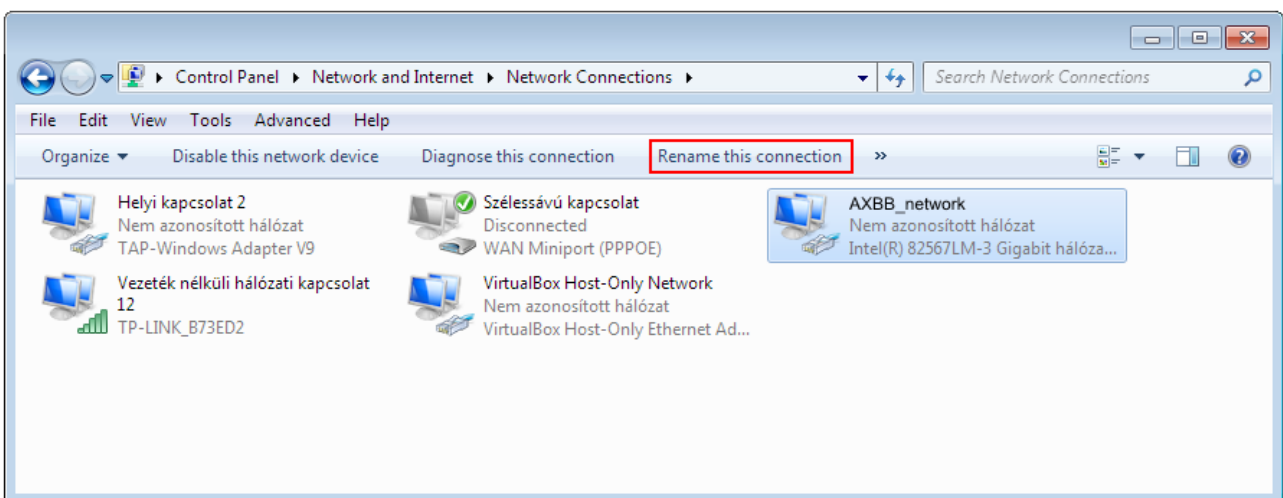 Control Panel Network and Internet Network Connections Search Network Connections
File Edit View Tools Advanced Help
Organize Disable this network device Diagnose this connection Rename this connection »
Helyi kapcsolat 2
Nem azonosított hálózat
TAP-Windows Adapter V9
Szélessávú kapcsolat
Disconnected
WAN Miniport (PPPOE)
AXBB_network
Nem azonosított hálózat
Intel(R) 82567LM-3 Gigabit hálóza...
Vezeték nélküli hálózati kapcsolat
12
TP-LINK_B73ED2
VirtualBox Host-Only Network
Nem azonosított hálózat
VirtualBox Host-Only Ethernet Ad...